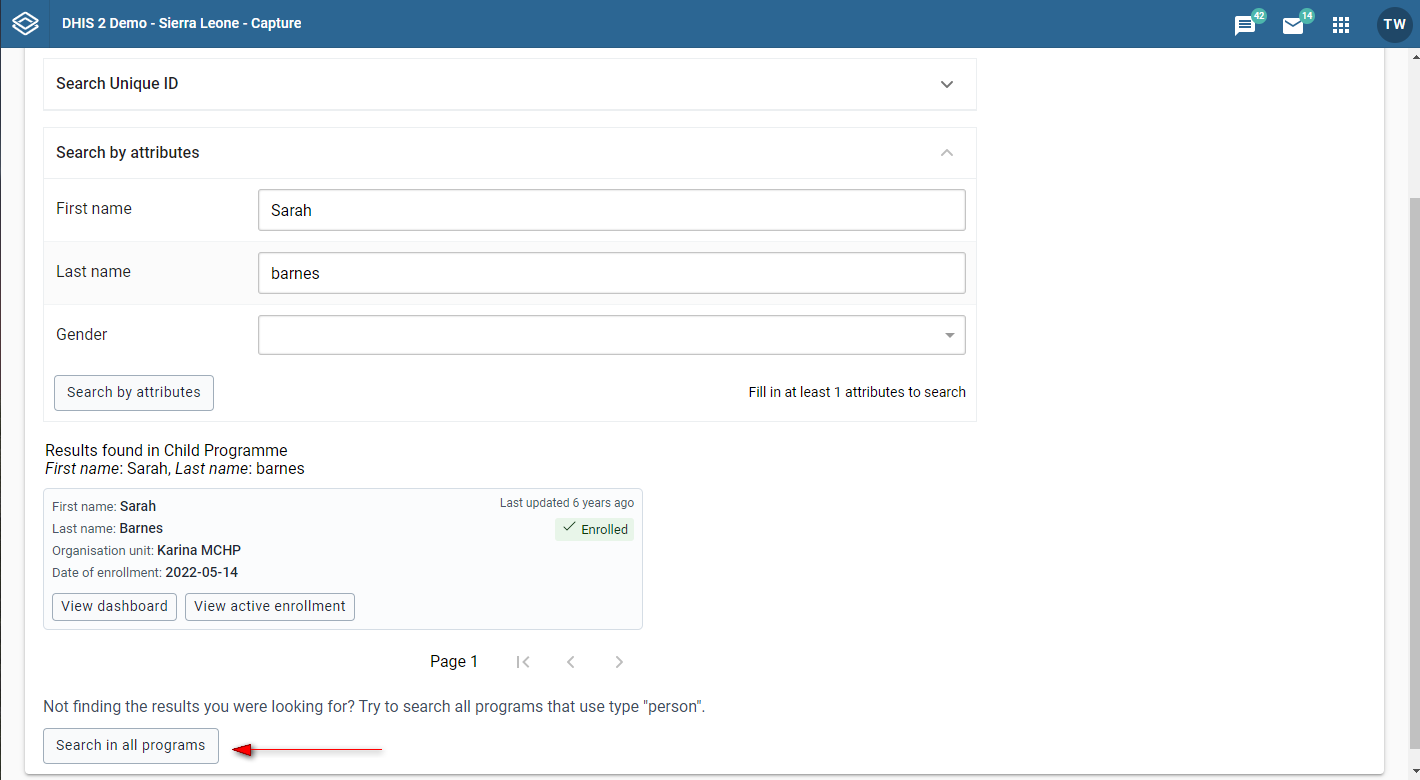 DHIS 2 Demo - Sierra Leone - Capture
42
14
TW
Search Unique ID
Search by attributes
First name
Sarah
Last name
barnes
Gender
Search by attributes
Fill in at least 1 attributes to search
Results found in Child Programme
First name: Sarah, Last name: barnes
First name: Sarah
Last updated 6 years ago
Last name: Barnes
Enrolled
Organisation unit: Karina MCHP
Date of enrollment: 2022-05-14
View dashboard
View active enrollment
Page 1
Not finding the results you were looking for? Try to search all programs that use type "person".
Search in all programs